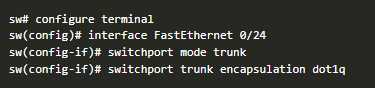 sw# configure terminal
sw(config)# interface FastEthernet 0/24
sw(config-if)# switchport mode trunk
sw(config-if)# switchport trunk encapsulation dot1q